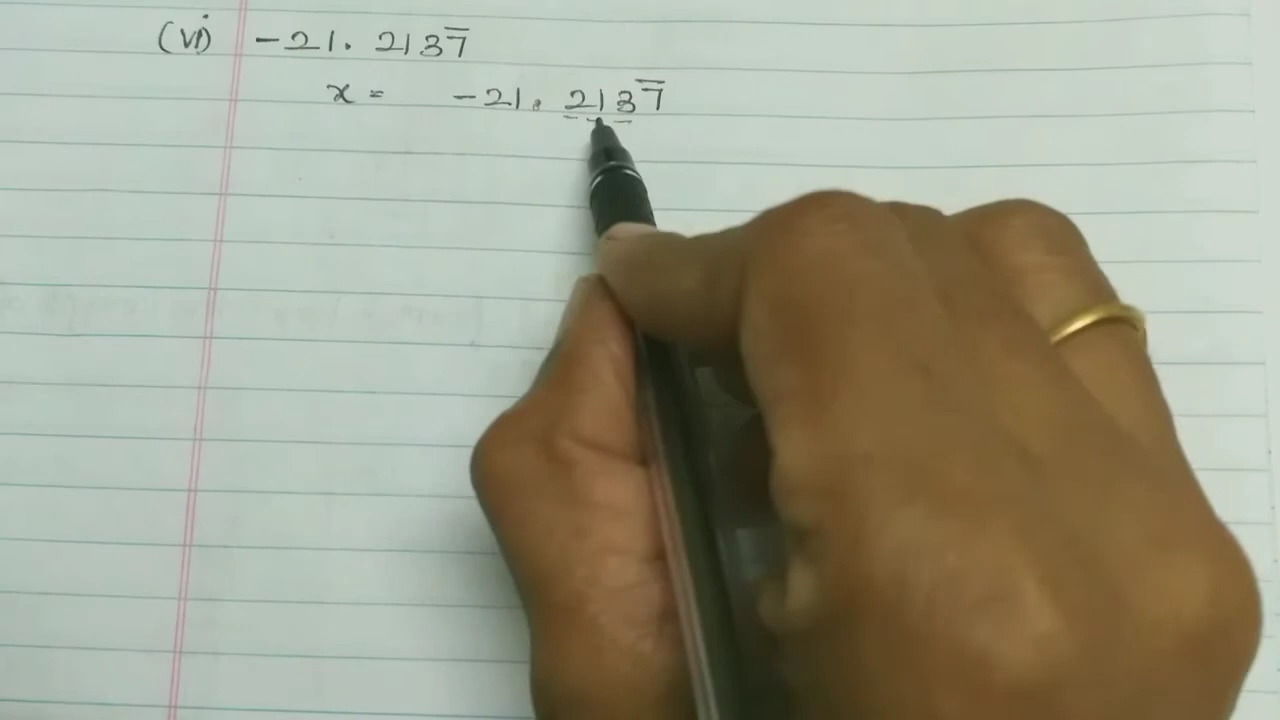 (vi) -21. 2137̅
x = -21. 2137̅